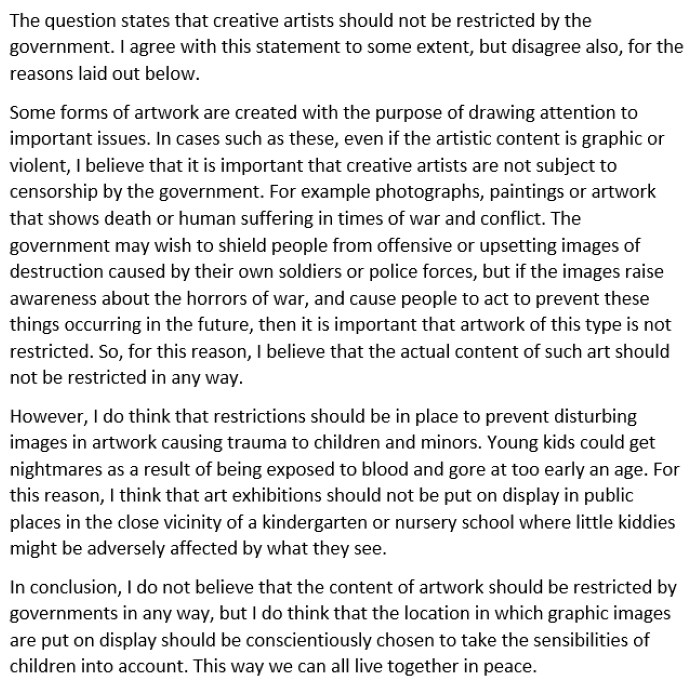 The question states that creative artists should not be restricted by the
government. I agree with this statement to some extent, but disagree also, for the
reasons laid out below.
Some forms of artwork are created with the purpose of drawing attention to
important issues. In cases such as these, even if the artistic content is graphic or
violent, I believe that it is important that creative artists are not subject to
censorship by the government. For example photographs, paintings or artwork
that shows death or human suffering in times of war and conflict. The
government may wish to shield people from offensive or upsetting images of
destruction caused by their own soldiers or police forces, but if the images raise
awareness about the horrors of war, and cause people to act to prevent these
things occurring in the future, then it is important that artwork of this type is not
restricted. So, for this reason, I believe that the actual content of such art should
not be restricted in any way.
However, I do think that restrictions should be in place to prevent disturbing
images in artwork causing trauma to children and minors. Young kids could get
nightmares as a result of being exposed to blood and gore at too early an age. For
this reason, I think that art exhibitions should not be put on display in public
places in the close vicinity of a kindergarten or nursery school where little kiddies
might be adversely affected by what they see.
In conclusion, I do not believe that the content of artwork should be restricted by
governments in any way, but I do think that the location in which graphic images
are put on display should be conscientiously chosen to take the sensibilities of
children into account. This way we can all live together in peace.